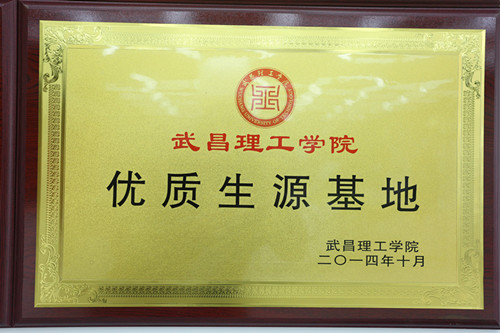 武昌理工学院
优质生源基地
武昌理工学院
二〇一四年十月